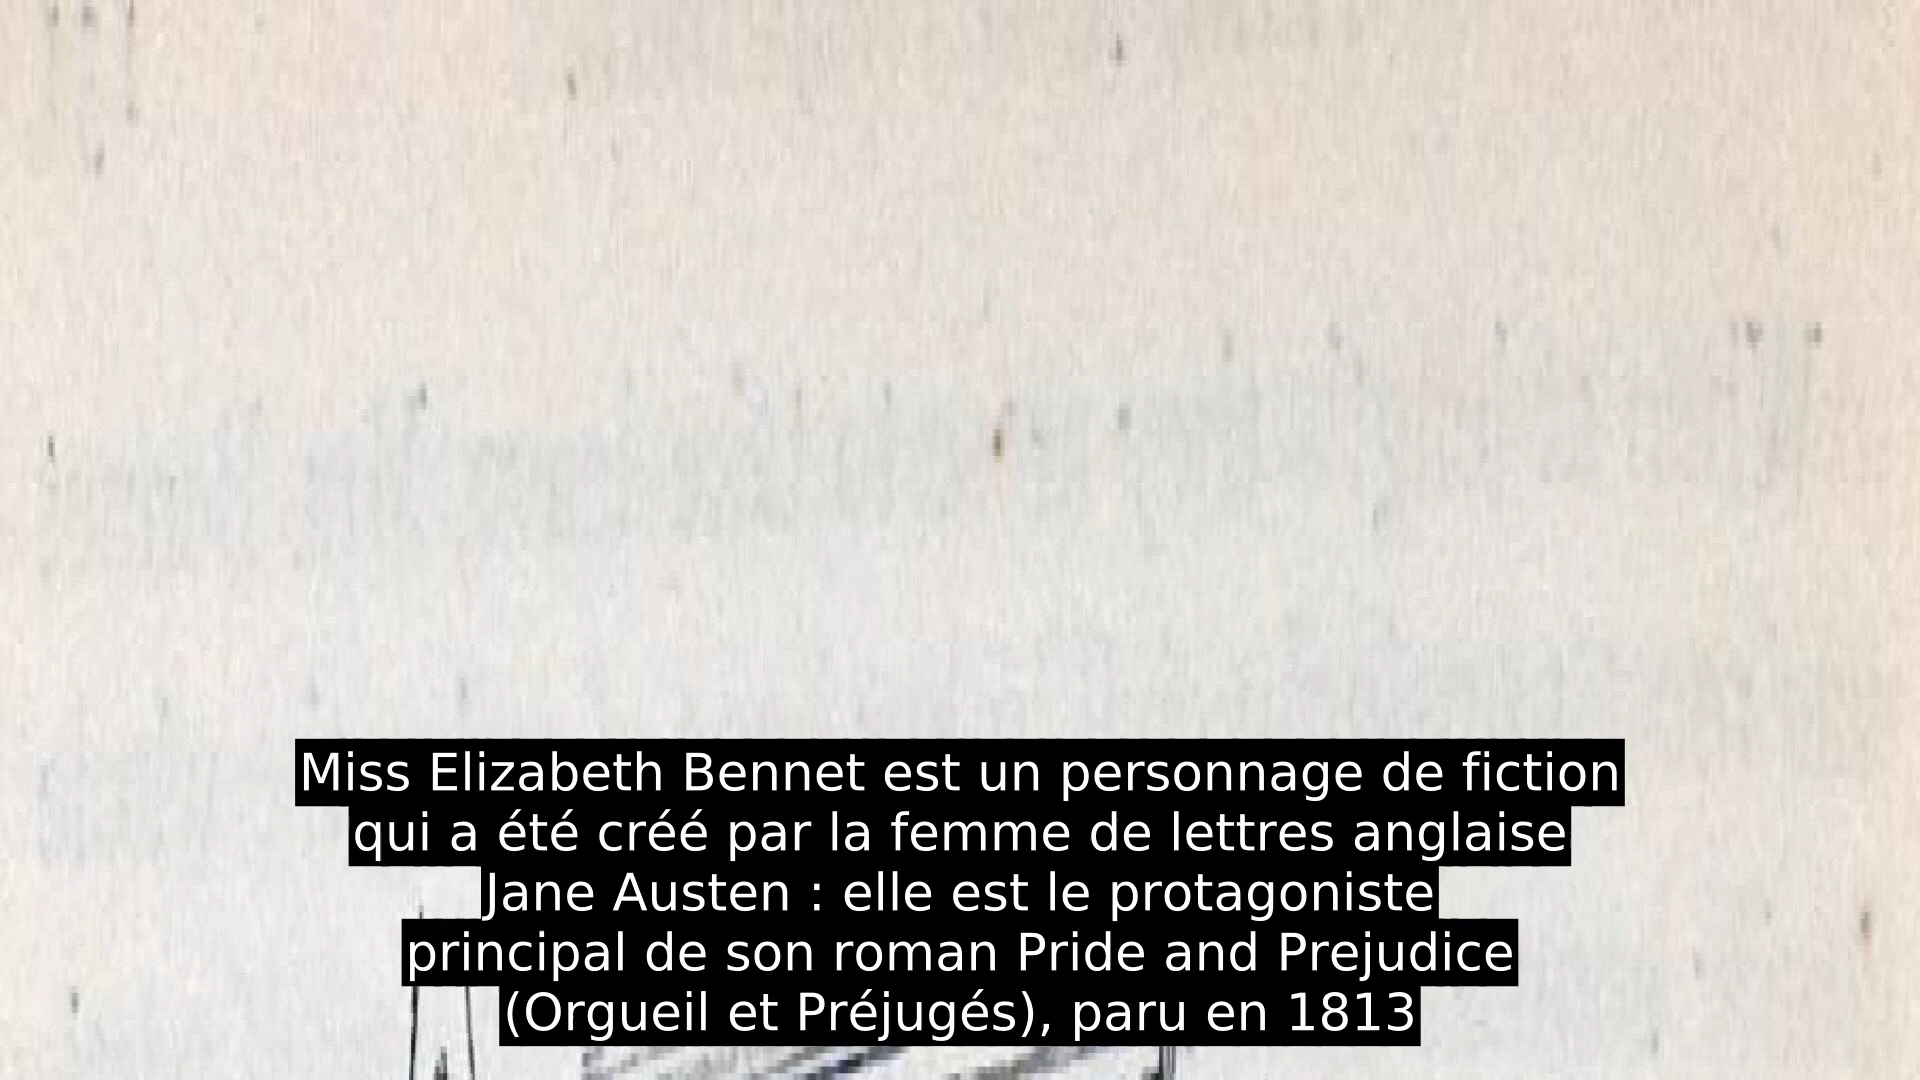 Miss Elizabeth Bennet est un personnage de fiction
qui a été créé par la femme de lettres anglaise
Jane Austen : elle est le protagoniste
principal de son roman Pride and Prejudice
(Orgueil et Préjugés), paru en 1813